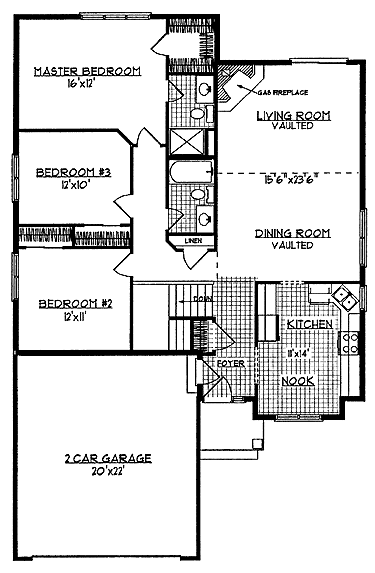 MASTER BEDROOM
16'x12'
GAS FIREPLACE
LIVING ROOM
VAULTED
BEDROOM #3
12'x10'
15'6"x23'6"
DINING ROOM
VAULTED
LINEN
BEDROOM #2
12'x11'
DOWN
KITCHEN
11'x14'
FOYER
NOOK
2 CAR GARAGE
20'x22'